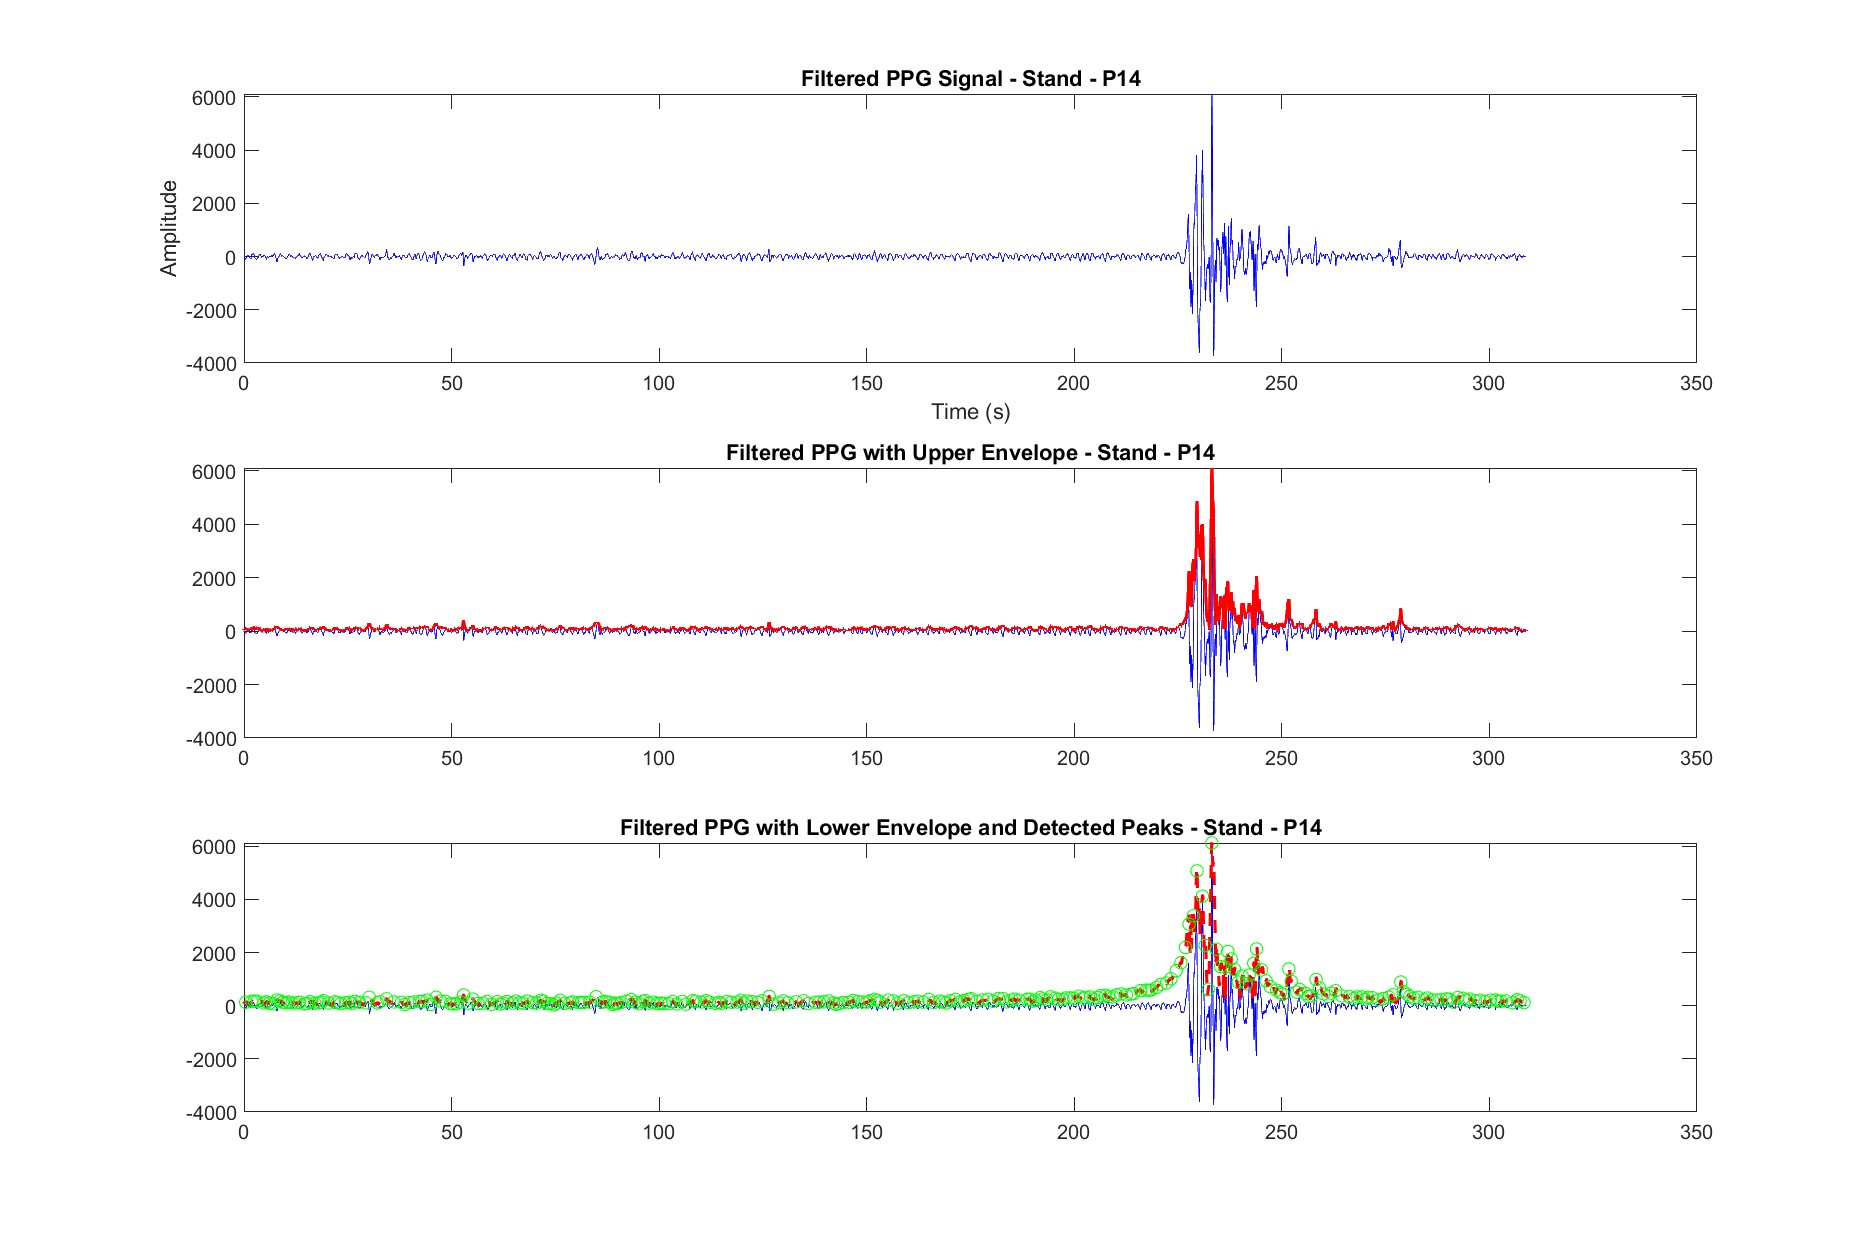 Filtered PPG Signal - Stand - P14
6000
4000
2000
0
-2000
-4000
Amplitude
0 50 100 150 200 250 300 350
Time (s)
Filtered PPG with Upper Envelope - Stand - P14
6000
4000
2000
0
-2000
-4000
0 50 100 150 200 250 300 350
Filtered PPG with Lower Envelope and Detected Peaks - Stand - P14
6000
4000
2000
0
-2000
-4000
0 50 100 150 200 250 300 350